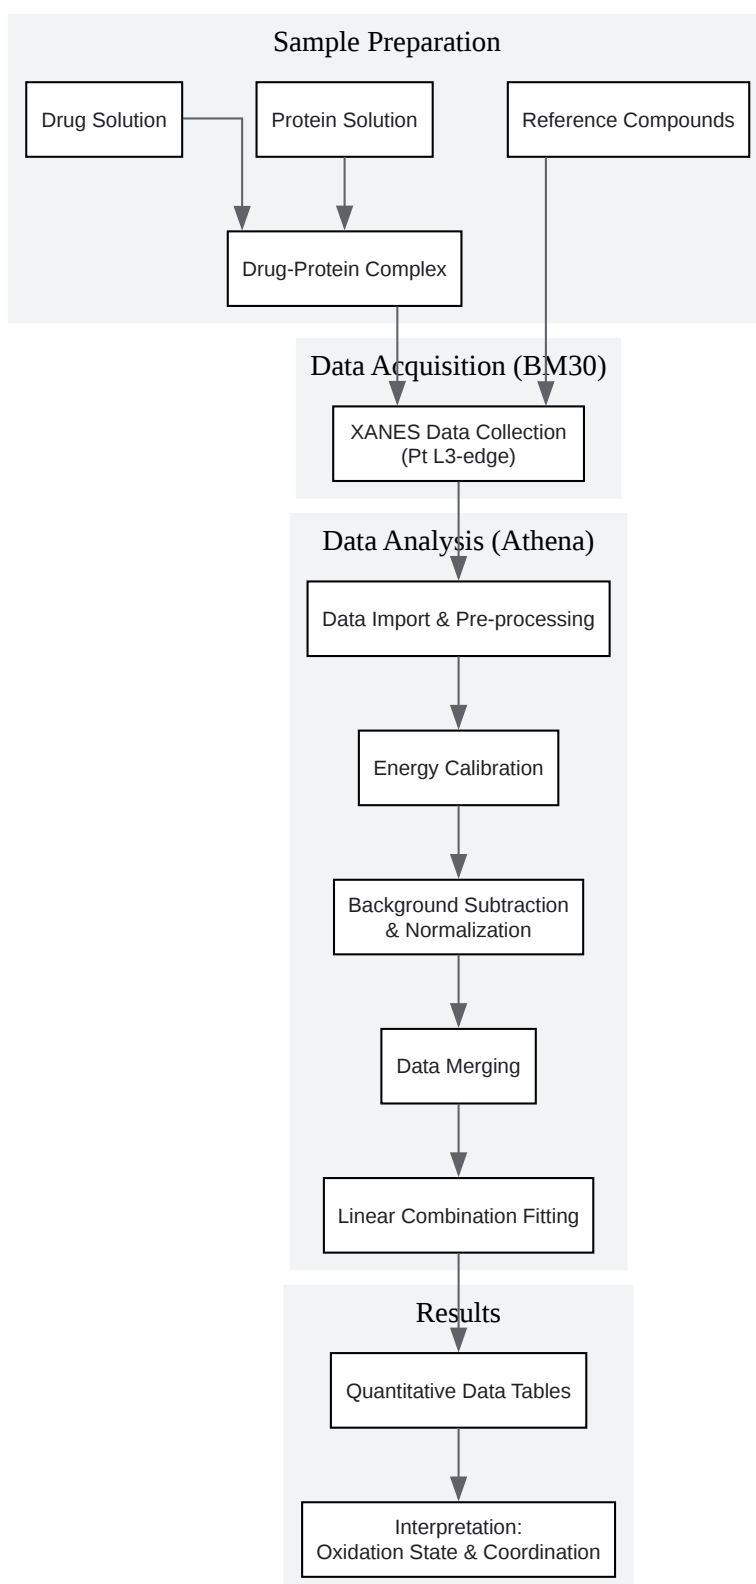 Sample Preparation
Drug Solution
Protein Solution
Reference Compounds
Drug-Protein Complex
Data Acquisition (BM30)
XANES Data Collection
(Pt L3-edge)
Data Analysis (Athena)
Data Import & Pre-processing
Energy Calibration
Background Subtraction
& Normalization
Data Merging
Linear Combination Fitting
Results
Quantitative Data Tables
Interpretation:
Oxidation State & Coordination